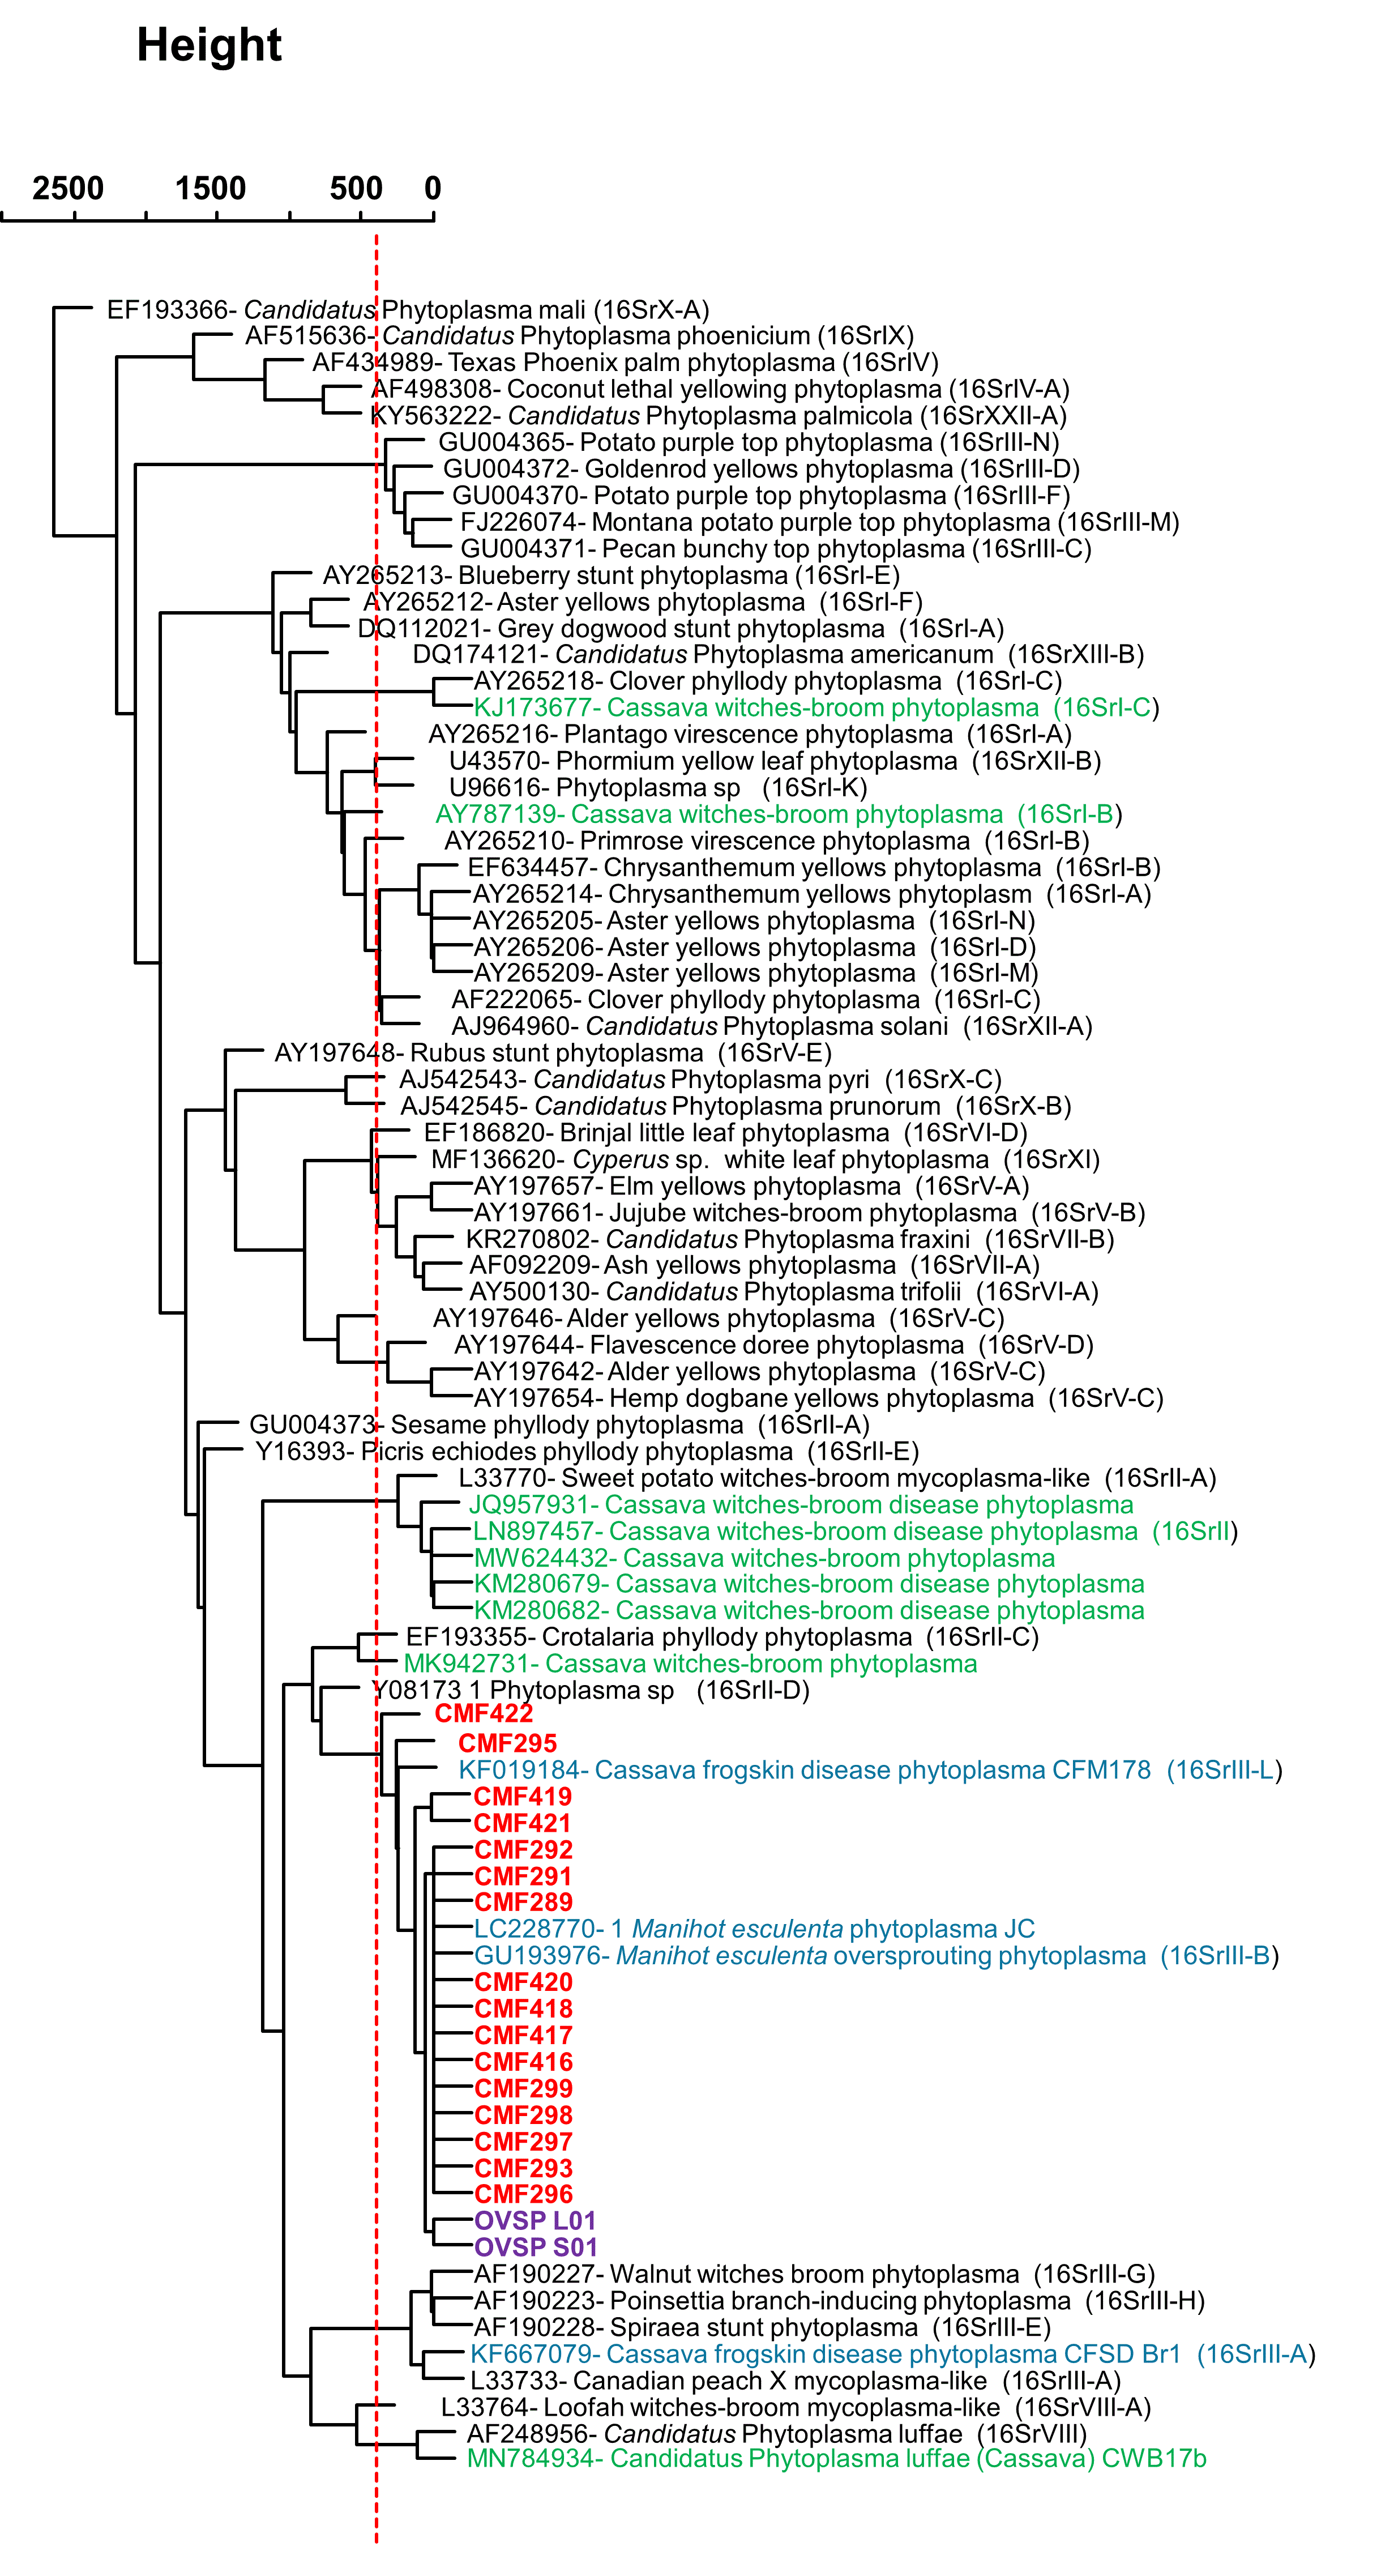 Height
2500 1500 500 0
EF193366- Candidatus Phytoplasma mali (16SrX-A)
AF515636- Candidatus Phytoplasma phoenicium (16SrIX)
AF434989- Texas Phoenix palm phytoplasma (16SrIV)
AF498308- Coconut lethal yellowing phytoplasma (16SrIV-A)
KY563222- Candidatus Phytoplasma palmicola (16SrXXII-A)
GU004365- Potato purple top phytoplasma (16SrIII-N)
GU004372- Goldenrod yellows phytoplasma (16SrIII-D)
GU004370- Potato purple top phytoplasma (16SrIII-F)
FJ226074- Montana potato purple top phytoplasma (16SrIII-M)
GU004371- Pecan bunchy top phytoplasma (16SrIII-C)
AY265213- Blueberry stunt phytoplasma (16SrI-E)
AY265212- Aster yellows phytoplasma (16SrI-F)
DQ112021- Grey dogwood stunt phytoplasma (16SrI-A)
DQ174121- Candidatus Phytoplasma americanum (16SrXIII-B)
AY265218- Clover phyllody phytoplasma (16SrI-C)
KJ173677- Cassava witches-broom phytoplasma (16SrI-C)
AY265216- Plantago virescence phytoplasma (16SrI-A)
U43570- Phormium yellow leaf phytoplasma (16SrXII-B)
U96616- Phytoplasma sp (16SrI-K)
AY787139- Cassava witches-broom phytoplasma (16SrI-B)
AY265210- Primrose virescence phytoplasma (16SrI-B)
EF634457- Chrysanthemum yellows phytoplasma (16SrI-B)
AY265214- Chrysanthemum yellows phytoplasm (16SrI-A)
AY265205- Aster yellows phytoplasma (16SrI-N)
AY265206- Aster yellows phytoplasma (16SrI-D)
AY265209- Aster yellows phytoplasma (16SrI-M)
AF222065- Clover phyllody phytoplasma (16SrI-C)
AJ964960- Candidatus Phytoplasma solani (16SrXII-A)
AY197648- Rubus stunt phytoplasma (16SrV-E)
AJ542543- Candidatus Phytoplasma pyri (16SrX-C)
AJ542545- Candidatus Phytoplasma prunorum (16SrX-B)
EF186820- Brinjal little leaf phytoplasma (16SrVI-D)
MF136620- Cyperus sp. white leaf phytoplasma (16SrXI)
AY197657- Elm yellows phytoplasma (16SrV-A)
AY197661- Jujube witches-broom phytoplasma (16SrV-B)
KR270802- Candidatus Phytoplasma fraxini (16SrVII-B)
AF092209- Ash yellows phytoplasma (16SrVII-A)
AY500130- Candidatus Phytoplasma trifolii (16SrVI-A)
AY197646- Alder yellows phytoplasma (16SrV-C)
AY197644- Flavescence doree phytoplasma (16SrV-D)
AY197642- Alder yellows phytoplasma (16SrV-C)
AY197654- Hemp dogbane yellows phytoplasma (16SrV-C)
GU004373- Sesame phyllody phytoplasma (16SrII-A)
Y16393- Picris echiodes phyllody phytoplasma (16SrII-E)
L33770- Sweet potato witches-broom mycoplasma-like (16SrII-A)
JQ957931- Cassava witches-broom disease phytoplasma
LN897457- Cassava witches-broom disease phytoplasma (16SrII)
MW624432- Cassava witches-broom phytoplasma
KM280679- Cassava witches-broom disease phytoplasma
KM280682- Cassava witches-broom disease phytoplasma
EF193355- Crotalaria phyllody phytoplasma (16SrII-C)
MK942731- Cassava witches-broom phytoplasma
Y08173 1 Phytoplasma sp (16SrII-D)
CMF422
CMF295
KF019184- Cassava frogskin disease phytoplasma CFM178 (16SrIII-L)
CMF419
CMF421
CMF292
CMF291
CMF289
LC228770- 1 Manihot esculenta phytoplasma JC
GU193976- Manihot esculenta oversprouting phytoplasma (16SrIII-B)
CMF420
CMF418
CMF417
CMF416
CMF299
CMF298
CMF297
CMF293
CMF296
OVSP L01
OVSP S01
AF190227- Walnut witches broom phytoplasma (16SrIII-G)
AF190223- Poinsettia branch-inducing phytoplasma (16SrIII-H)
AF190228- Spiraea stunt phytoplasma (16SrIII-E)
KF667079- Cassava frogskin disease phytoplasma CFSD Br1 (16SrIII-A)
L33733- Canadian peach X mycoplasma-like (16SrIII-A)
L33764- Loofah witches-broom mycoplasma-like (16SrVIII-A)
AF248956- Candidatus Phytoplasma luffae (16SrVIII)
MN784934- Candidatus Phytoplasma luffae (Cassava) CWB17b